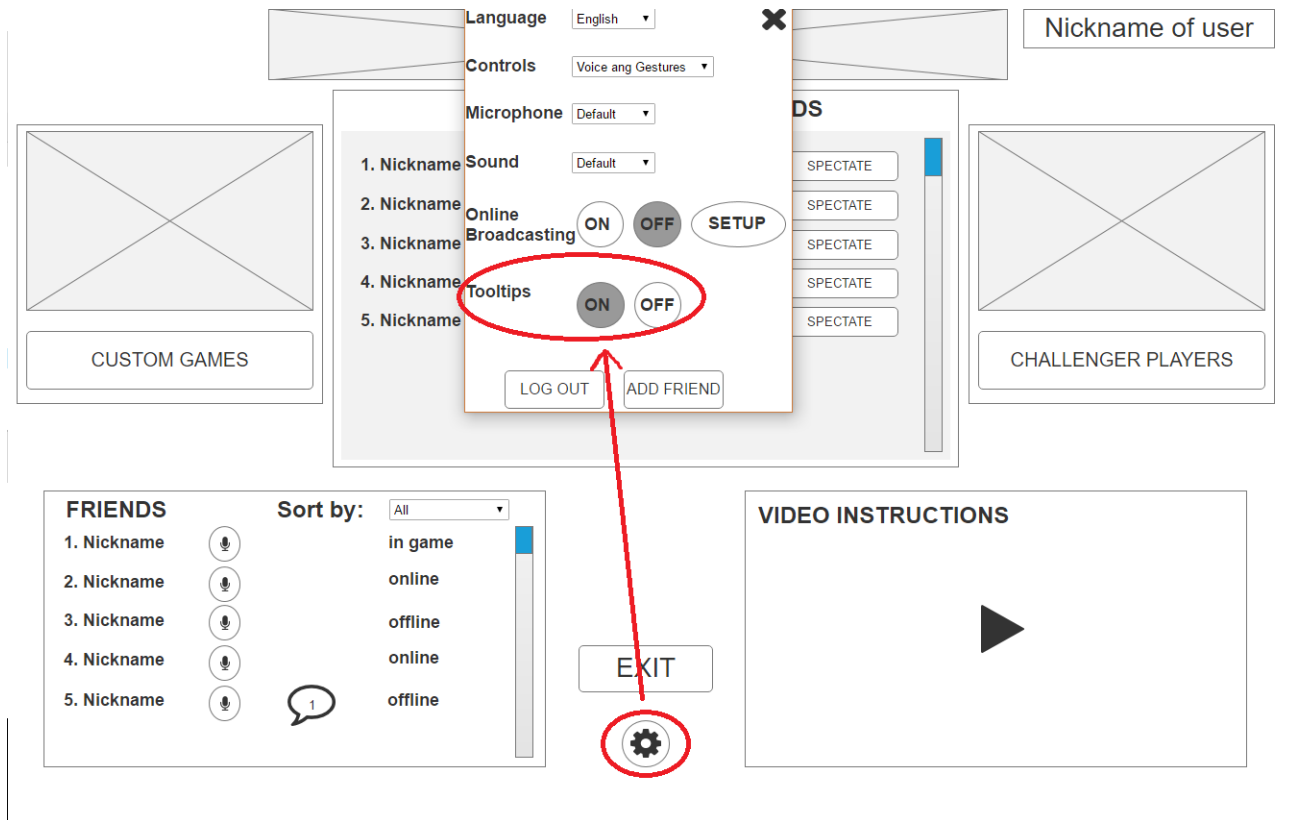 Language English
Nickname of user
Controls Voice ang Gestures
Microphone Default
DS
1. Nickname Sound Default SPECTATE
2. Nickname Online Broadcasting ON OFF SETUP SPECTATE
3. Nickname SPECTATE
4. Nickname Tooltips ON OFF SPECTATE
5. Nickname SPECTATE
CUSTOM GAMES
CHALLENGER PLAYERS
LOG OUT ADD FRIEND
FRIENDS Sort by: All
1. Nickname in game
2. Nickname online
3. Nickname offline
4. Nickname online
5. Nickname 1 offline
EXIT
VIDEO INSTRUCTIONS